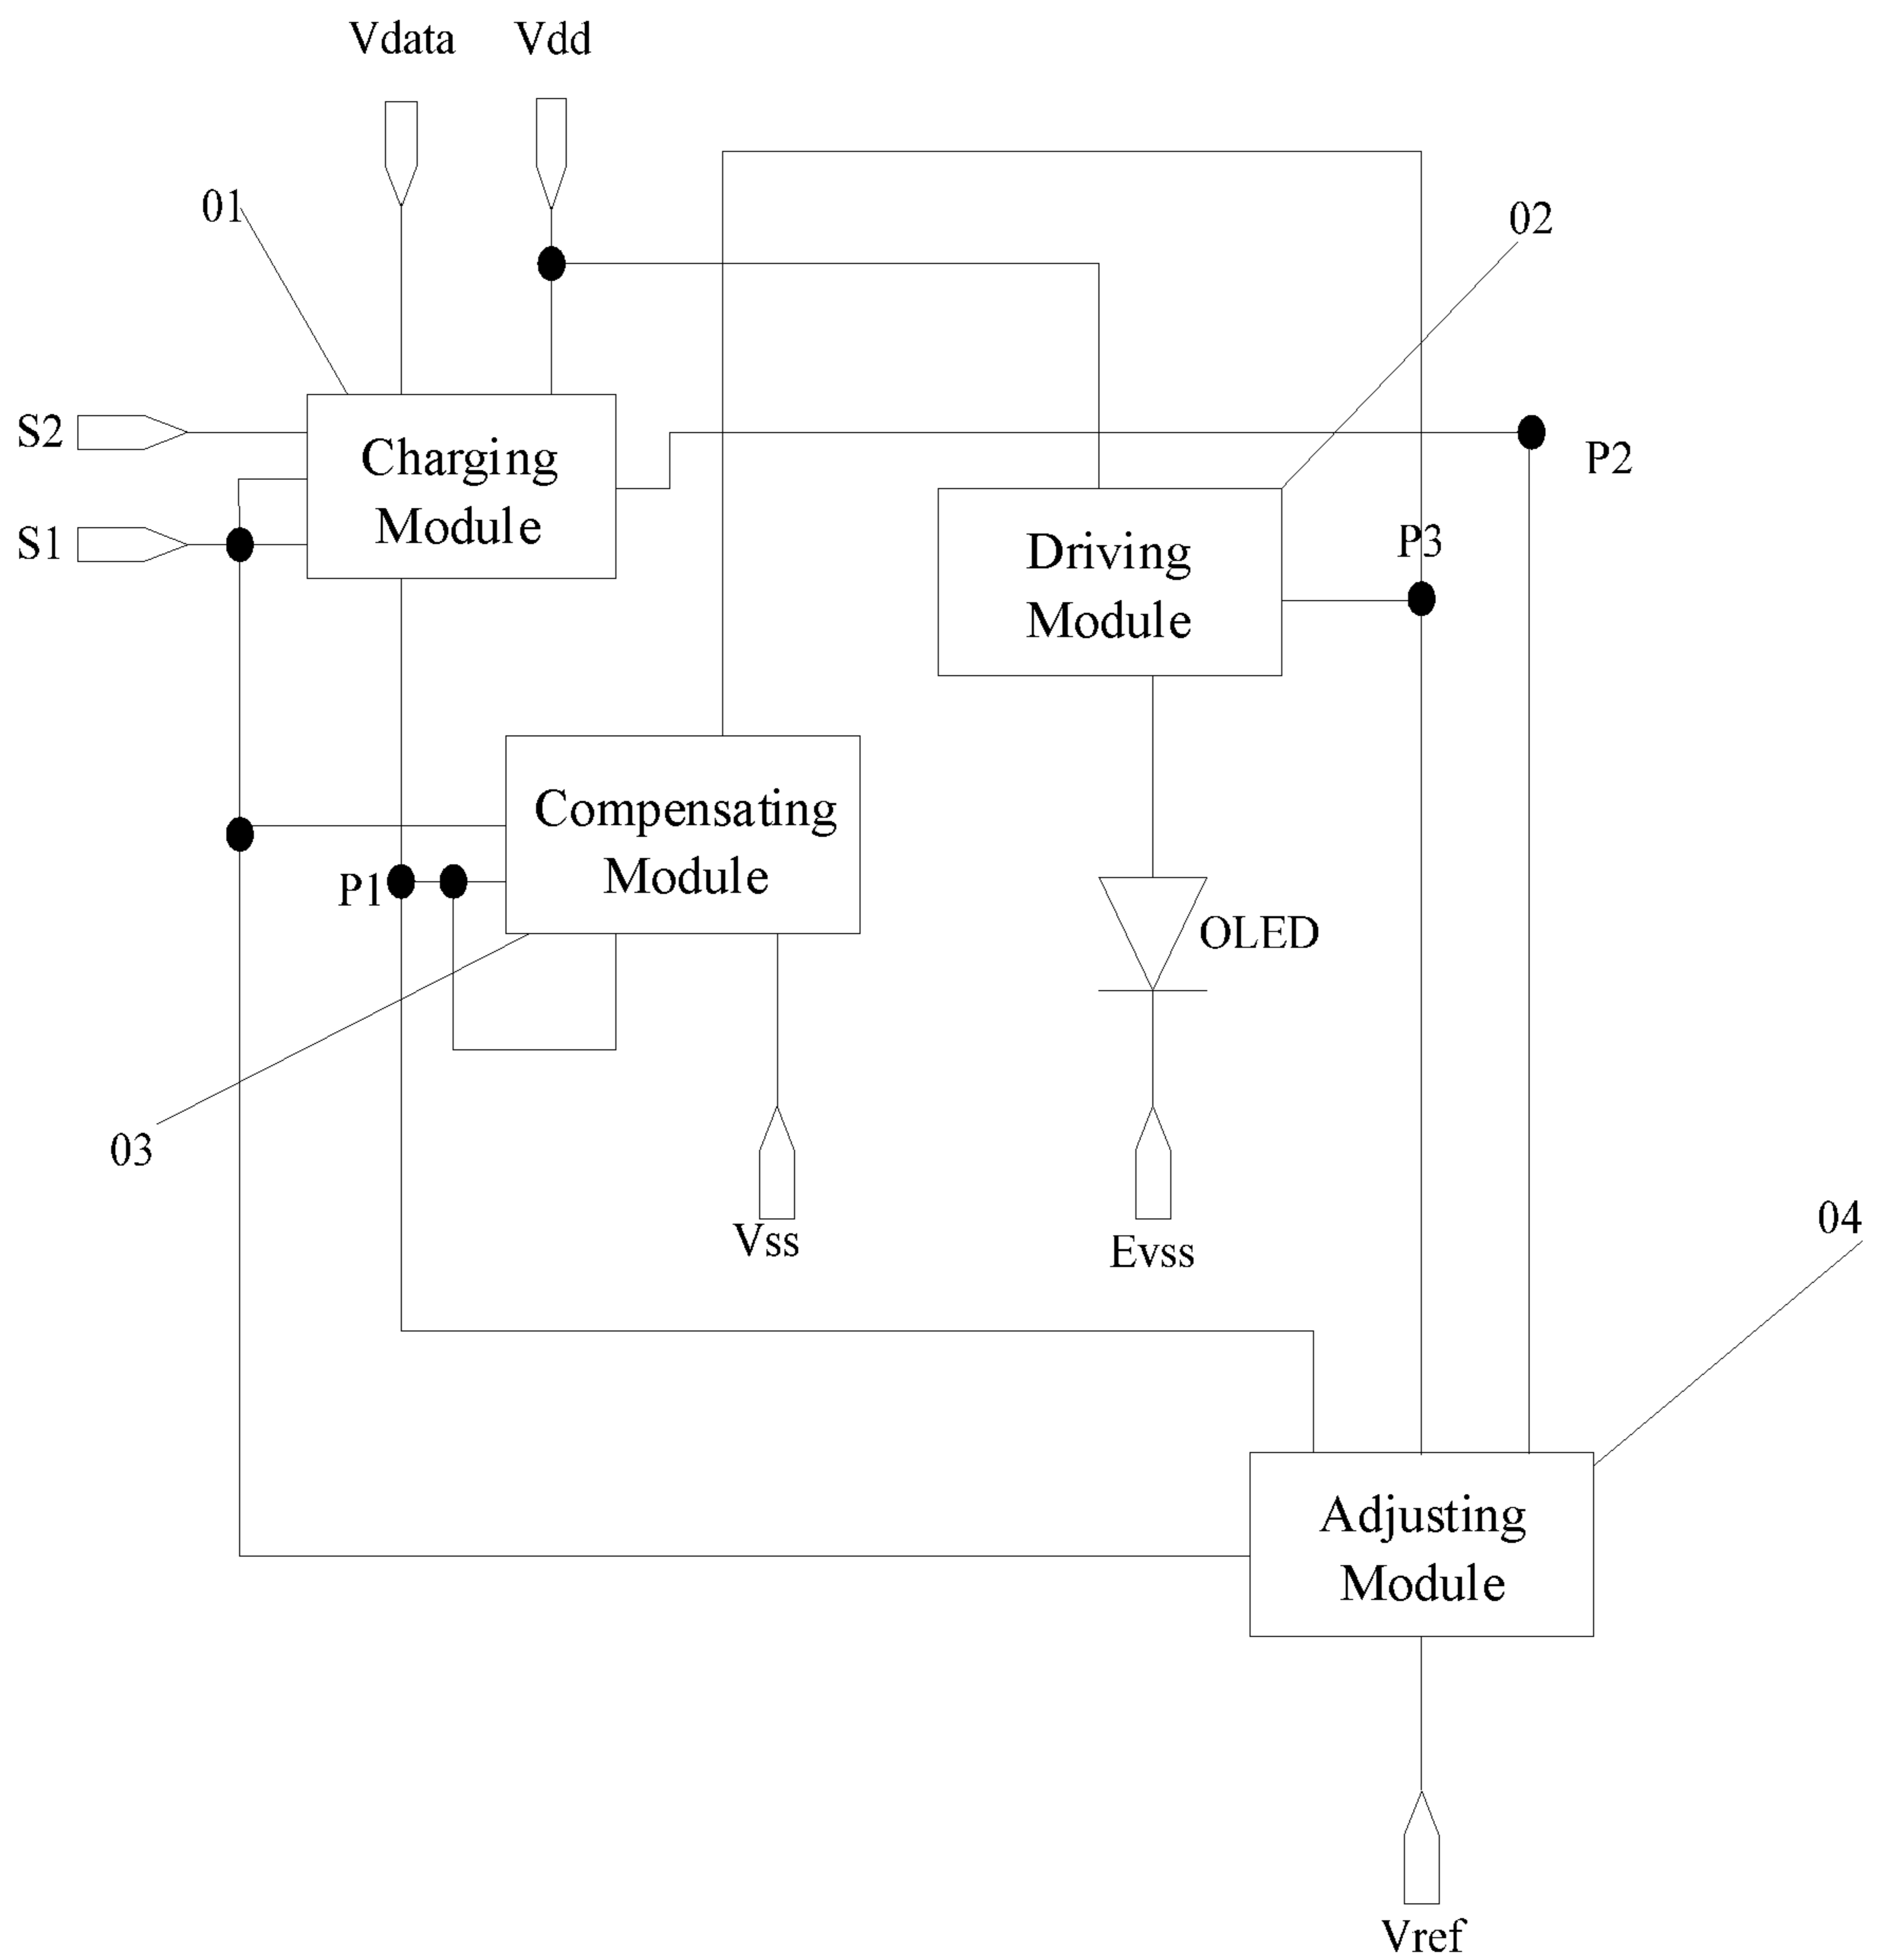 Vdata
Vdd
01
02
S2
Charging
Module
P2
S1
P3
Driving
Module
Compensating
Module
P1
OLED
03
Vss
Evss
04
Adjusting
Module
Vref